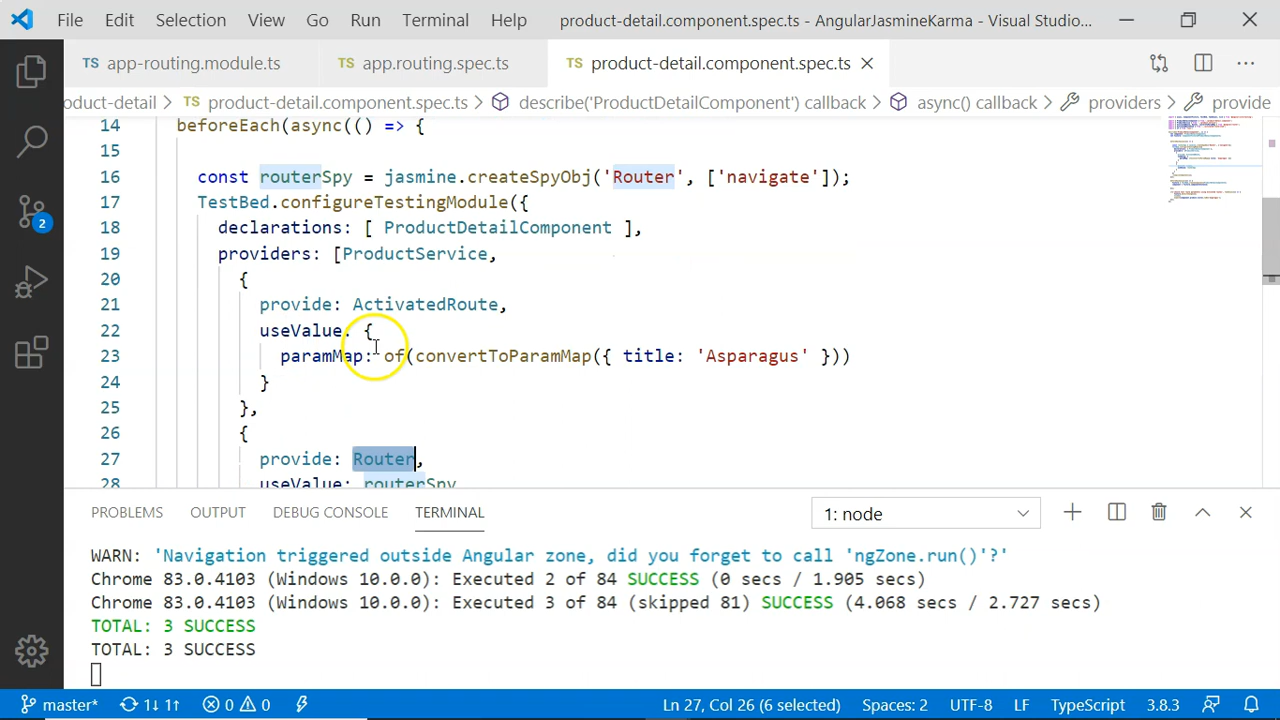 File Edit Selection View Go Run Terminal Help product-detail.component.spec.ts - AngularJasmineKarma - Visual Studio...
TS app-routing.module.ts TS app.routing.spec.ts TS product-detail.component.spec.ts
oduct-detail > TS product-detail.component.spec.ts > describe('ProductDetailComponent') callback > async() callback > providers > provide
14 beforeEach(async(() => {
15
16 const routerSpy = jasmine.createSpyObj('Router', ['navigate']);
17 TestBed.configureTestingModule({
18 declarations: [ ProductDetailComponent ],
19 providers: [ProductService,
20 {
21 provide: ActivatedRoute,
22 useValue: {
23 paramMap: of(convertToParamMap({ title: 'Asparagus' }))
24 }
25 },
26 {
27 provide: Router,
28 useValue: routerSpy
PROBLEMS OUTPUT DEBUG CONSOLE TERMINAL 1: node
WARN: 'Navigation triggered outside Angular zone, did you forget to call 'ngZone.run()'?'
Chrome 83.0.4103 (Windows 10.0.0): Executed 2 of 84 SUCCESS (0 secs / 1.905 secs)
Chrome 83.0.4103 (Windows 10.0.0): Executed 3 of 84 (skipped 81) SUCCESS (4.068 secs / 2.727 secs)
TOTAL: 3 SUCCESS
TOTAL: 3 SUCCESS
2
master* 1↓ 1↑ 0 0 Ln 27, Col 26 (6 selected) Spaces: 2 UTF-8 LF TypeScript 3.8.3